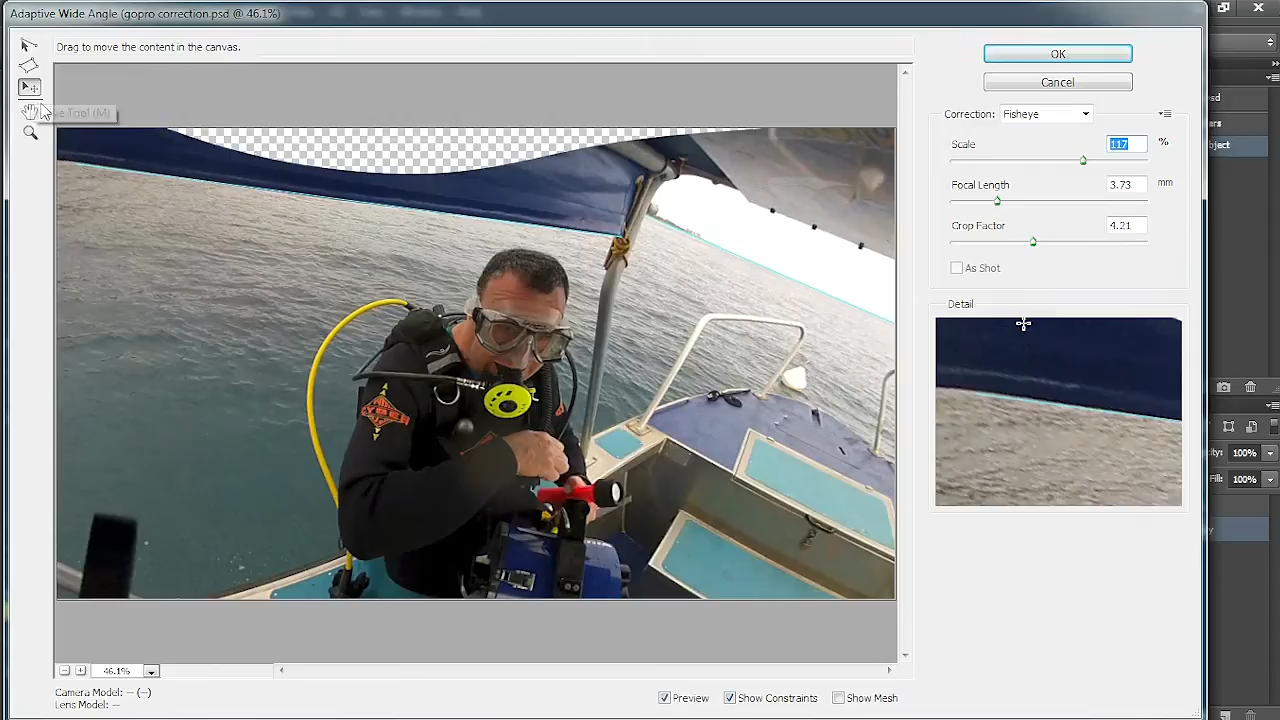 Adaptive Wide Angle (gopro correction.psd @ 46.1%)
Drag to move the content in the canvas.
Tool (M)
OK
Cancel
Correction: Fisheye
Scale 117 %
Focal Length 3.73 mm
Crop Factor 4.21
As Shot
Detail
46.1%
Camera Model: -- (--)
Lens Model: --
Preview
Show Constraints
Show Mesh
100%
100%